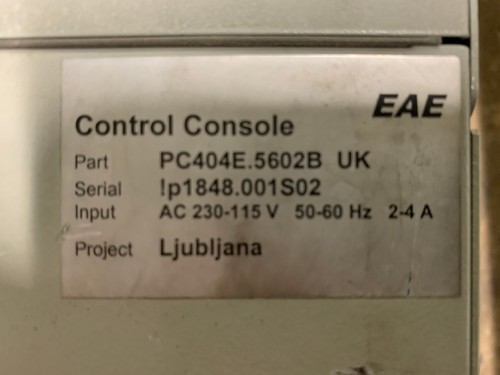 EAE
Control Console
Part PC404E.5602B UK
Serial !p1848.001S02
Input AC 230-115 V 50-60 Hz 2-4 A
Project Ljubljana